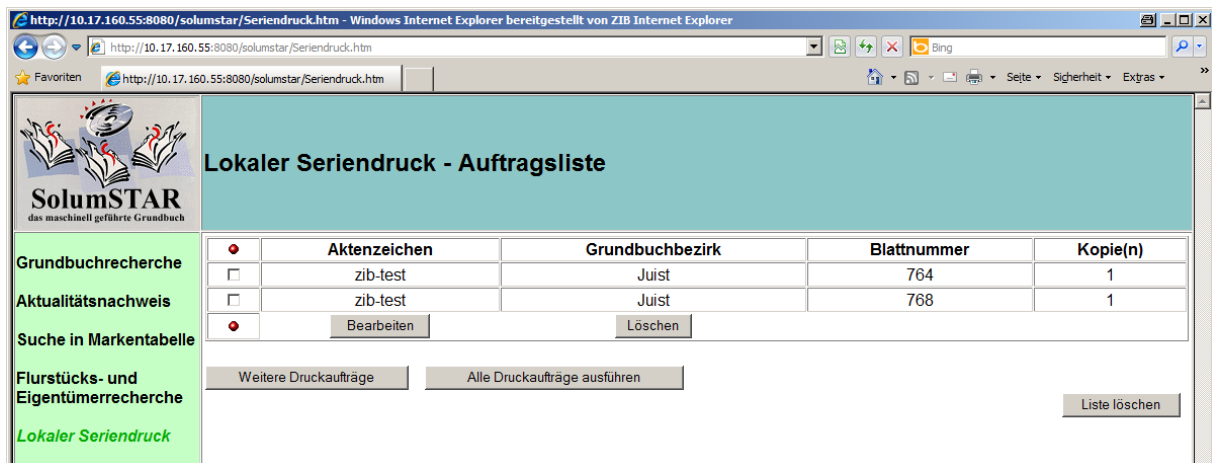 http://10.17.160.55:8080/solumstar/Seriendruck.htm - Windows Internet Explorer bereitgestellt von ZIB Internet Explorer
http://10.17.160.55:8080/solumstar/Seriendruck.htm
Bing
Favoriten
http://10.17.160.55:8080/solumstar/Seriendruck.htm
Seite
Sicherheit
Extras
»
SolumSTAR
das maschinell geführte Grundbuch
Lokaler Seriendruck - Auftragsliste
Grundbuchrecherche
Aktualitätsnachweis
Suche in Markentabelle
Flurstücks- und
Eigentümerrecherche
Lokaler Seriendruck
Aktenzeichen Grundbuchbezirk Blattnummer Kopie(n)
zib-test Juist 764 1
zib-test Juist 768 1
Bearbeiten Löschen
Weitere Druckaufträge Alle Druckaufträge ausführen
Liste löschen